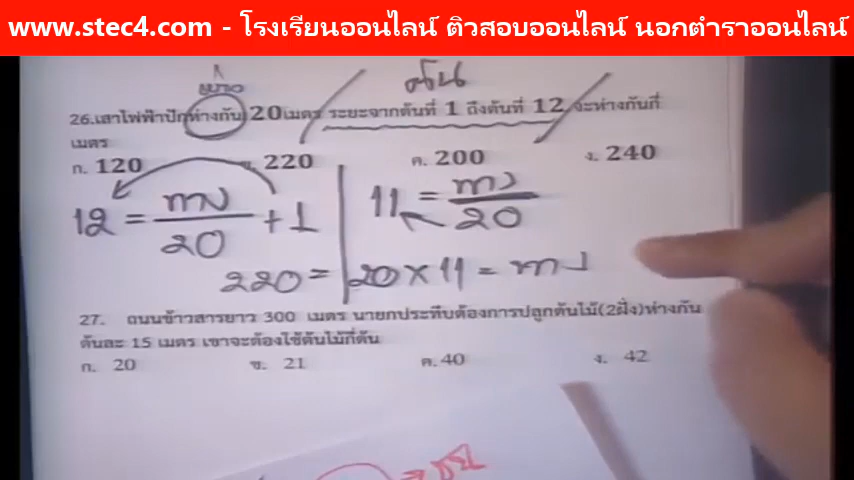 www.stec4.com - โรงเรียนออนไลน์ ติวสอบออนไลน์ นอกตำราออนไลน์
ต้น
26.เสาไฟฟ้าปักห่างกัน 20เมตร ระยะจากต้นที่ 1 ถึงต้นที่ 12 จะห่างกันกี่
เมตร
ก. 120 ข. 220 ค. 200 ง. 240
12 = ทาง/20 + 1
11 = ทาง/20
220 = 20 × 11 = ทาง
27. ถนนข้าวสารยาว 300 เมตร นายกประทีบต้องการปลูกต้นไม้(2ฝั่ง)ห่างกัน
ต้นละ 15 เมตร เขาจะต้องใช้ต้นไม้กี่ต้น
ก. 20 ข. 21 ค. 40 ง. 42